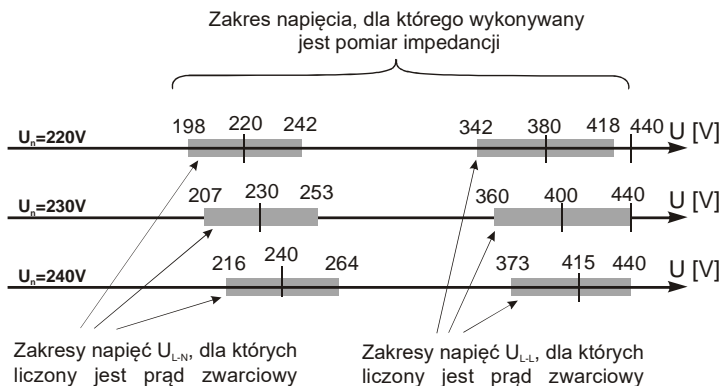 Zakres napięcia, dla którego wykonywany
jest pomiar impedancji
198 220 242 342 380 418 440 U [V]
Un=220V
207 230 253 360 400 440 U [V]
Un=230V
216 240 264 373 415 440 U [V]
Un=240V
Zakresy napięć UL-N, dla których
liczony jest prąd zwarciowy
Zakresy napięć UL-L, dla których
liczony jest prąd zwarciowy